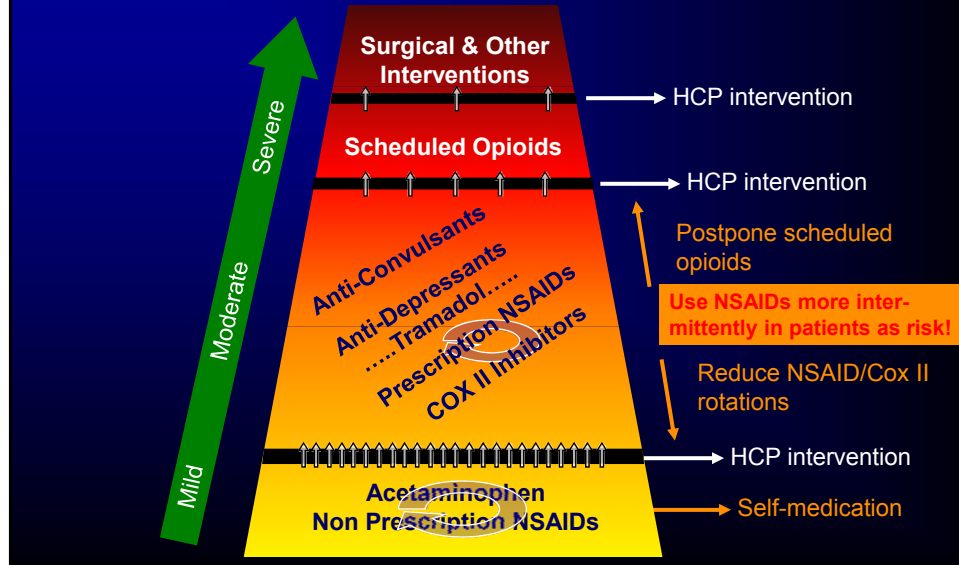 Surgical & Other
Interventions
HCP intervention
Scheduled Opioids
HCP intervention
Severe
Moderate
Mild
Anti-Convulsants
Anti-Depressants
.....Tramadol.....
Prescription NSAIDs
COX II Inhibitors
Postpone scheduled
opioids
Use NSAIDs more inter-
mittently in patients as risk!
Reduce NSAID/Cox II
rotations
HCP intervention
Acetaminophen
Non Prescription NSAIDs
Self-medication